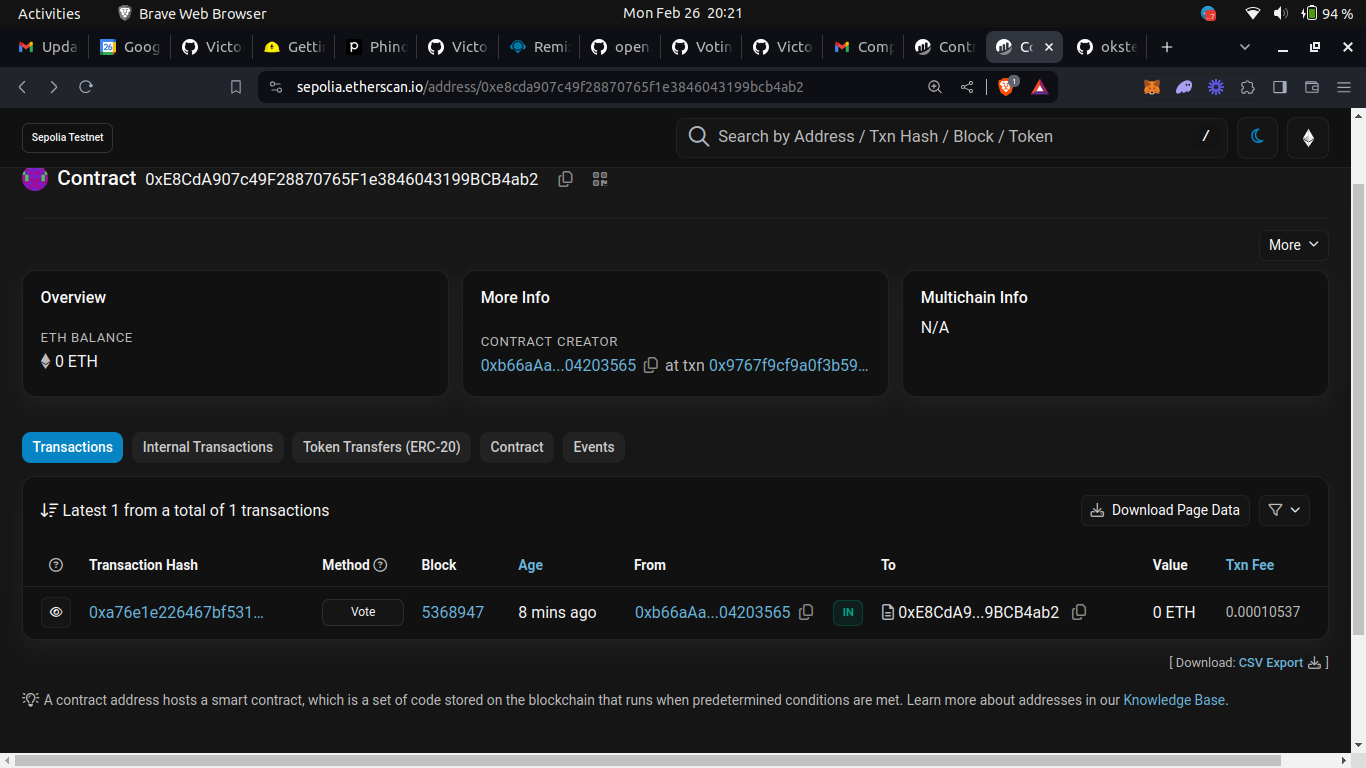 Activities Brave Web Browser Mon Feb 26 20:21 94 %
Upda Goog Victo Getti Phinc Victo Remi open Votin Victo Comp Contr Co okste
sepolia.etherscan.io/address/0xe8cda907c49f28870765f1e3846043199bcb4ab2 1
Sepolia Testnet Search by Address / Txn Hash / Block / Token /
Contract 0xE8CdA907c49F28870765F1e3846043199BCB4ab2
More
Overview More Info Multichain Info
ETH BALANCE CONTRACT CREATOR N/A
0 ETH 0xb66aAa...04203565 at txn 0x9767f9cf9a0f3b59...
Transactions Internal Transactions Token Transfers (ERC-20) Contract Events
Latest 1 from a total of 1 transactions Download Page Data
Transaction Hash Method Block Age From To Value Txn Fee
0xa76e1e226467bf531... Vote 5368947 8 mins ago 0xb66aAa...04203565 IN 0xE8CdA9...9BCB4ab2 0 ETH 0.00010537
[ Download: CSV Export ]
A contract address hosts a smart contract, which is a set of code stored on the blockchain that runs when predetermined conditions are met. Learn more about addresses in our Knowledge Base.